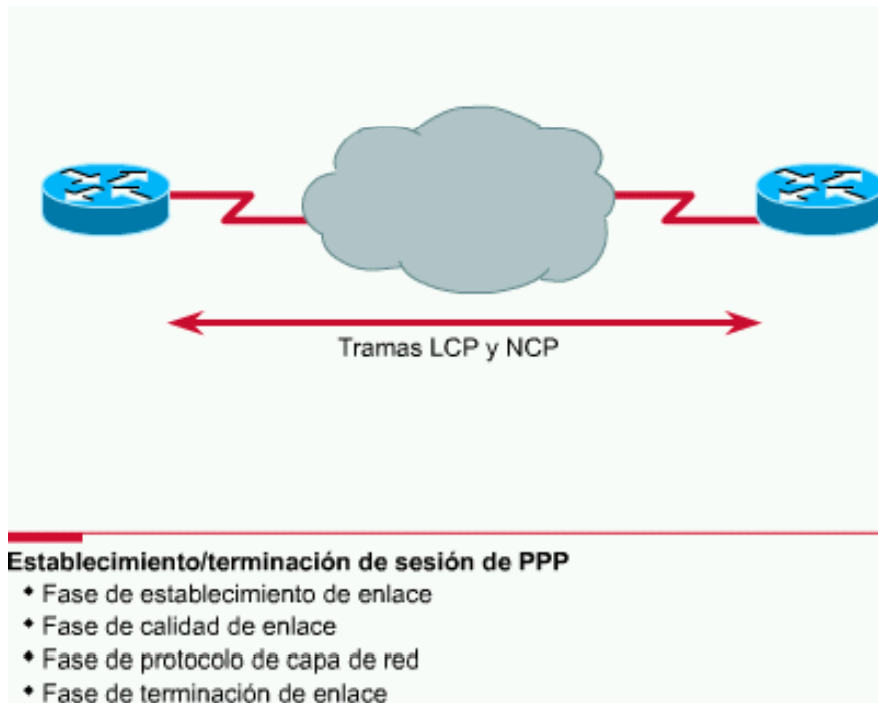 Tramas LCP y NCP
Establecimiento/terminación de sesión de PPP
Fase de establecimiento de enlace
Fase de calidad de enlace
Fase de protocolo de capa de red
Fase de terminación de enlace